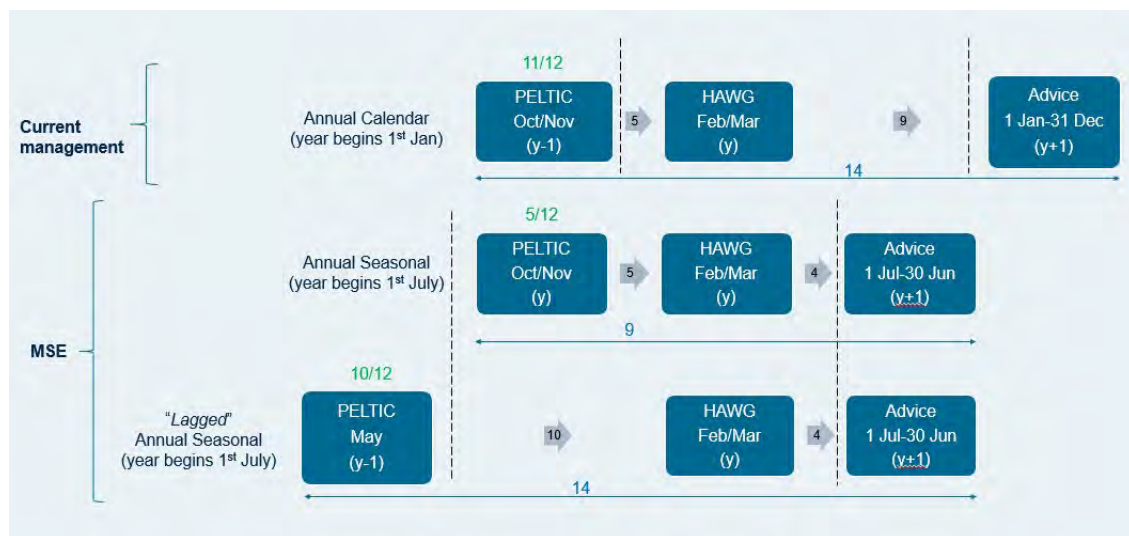 Current
management
Annual Calendar
(year begins 1st Jan)
11/12
PELTIC
Oct/Nov
(y-1)
5
HAWG
Feb/Mar
(y)
9
Advice
1 Jan-31 Dec
(y+1)
14
MSE
Annual Seasonal
(year begins 1st July)
5/12
PELTIC
Oct/Nov
(y)
5
HAWG
Feb/Mar
(y)
4
Advice
1 Jul-30 Jun
(y+1)
9
"Lagged"
Annual Seasonal
(year begins 1st July)
10/12
PELTIC
May
(y-1)
10
HAWG
Feb/Mar
(y)
4
Advice
1 Jul-30 Jun
(y+1)
14